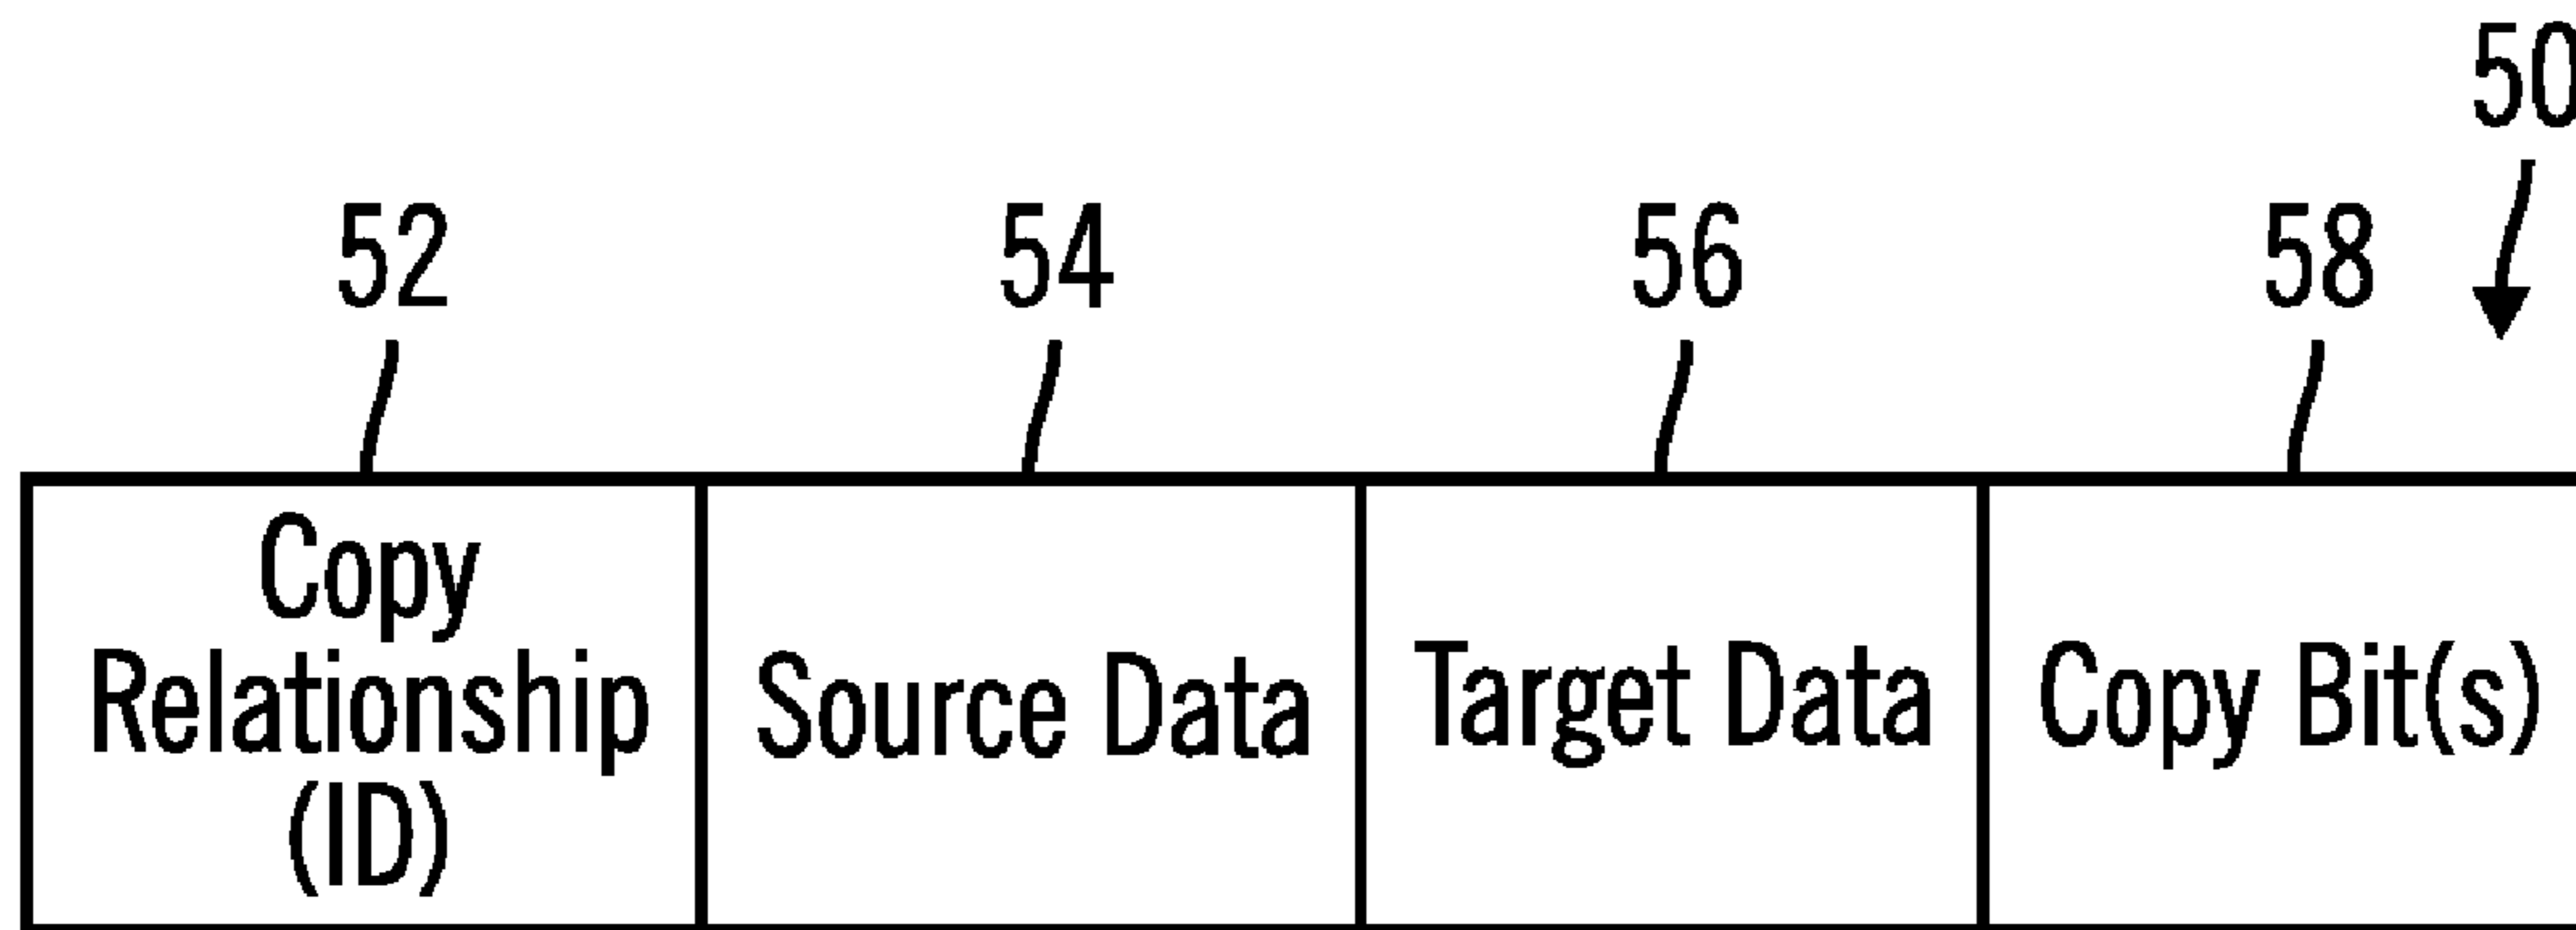 50
52
54
56
58
Copy
Relationship
(ID)
Source Data
Target Data
Copy Bit(s)